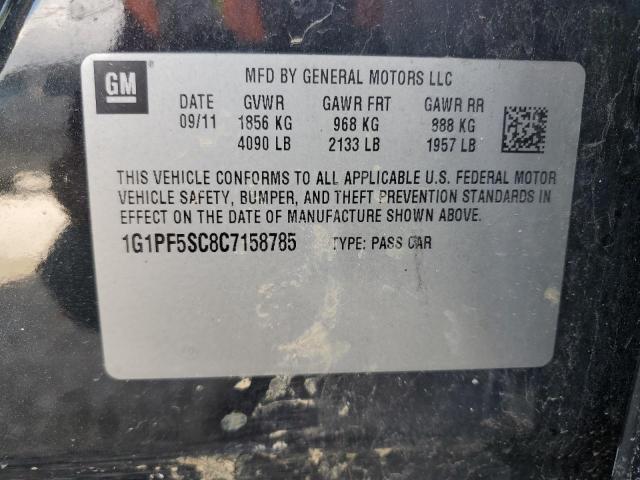 GM
MFD BY GENERAL MOTORS LLC
DATE GVWR GAWR FRT GAWR RR
09/11 1856 KG 968 KG 888 KG
4090 LB 2133 LB 1957 LB
THIS VEHICLE CONFORMS TO ALL APPLICABLE U.S. FEDERAL MOTOR
VEHICLE SAFETY, BUMPER, AND THEFT PREVENTION STANDARDS IN
EFFECT ON THE DATE OF MANUFACTURE SHOWN ABOVE.
1G1PF5SC8C7158785 TYPE: PASS CAR